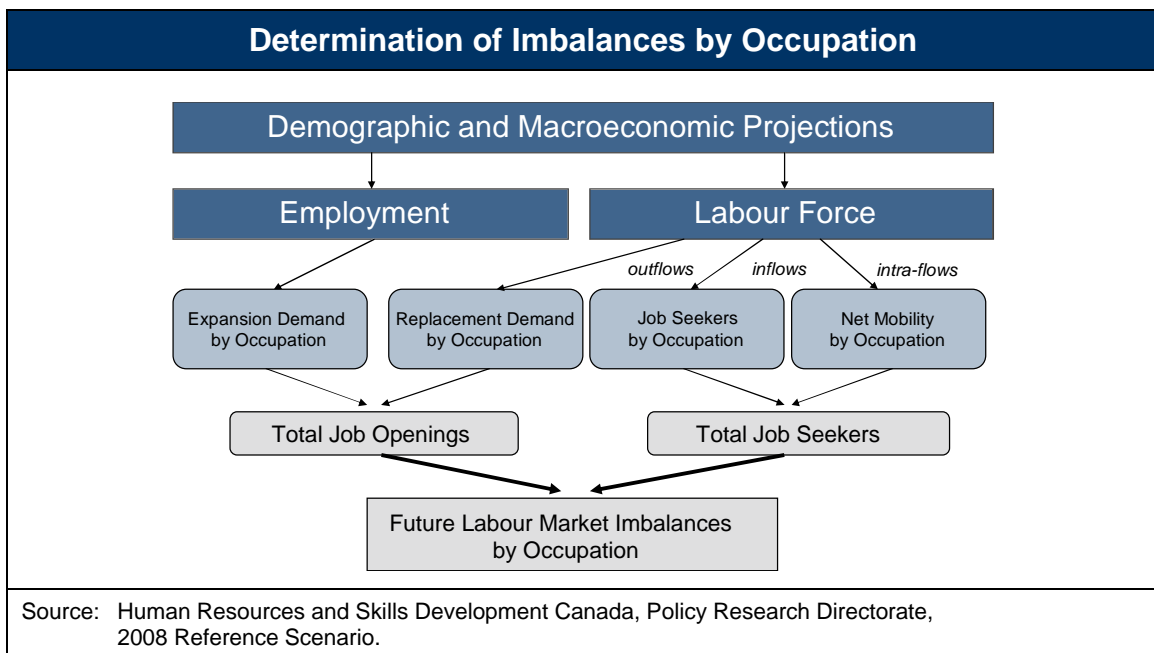 Determination of Imbalances by Occupation
Demographic and Macroeconomic Projections
Employment
Labour Force
outflows
inflows
intra-flows
Expansion Demand
by Occupation
Replacement Demand
by Occupation
Job Seekers
by Occupation
Net Mobility
by Occupation
Total Job Openings
Total Job Seekers
Future Labour Market Imbalances
by Occupation
Source: Human Resources and Skills Development Canada, Policy Research Directorate,
2008 Reference Scenario.